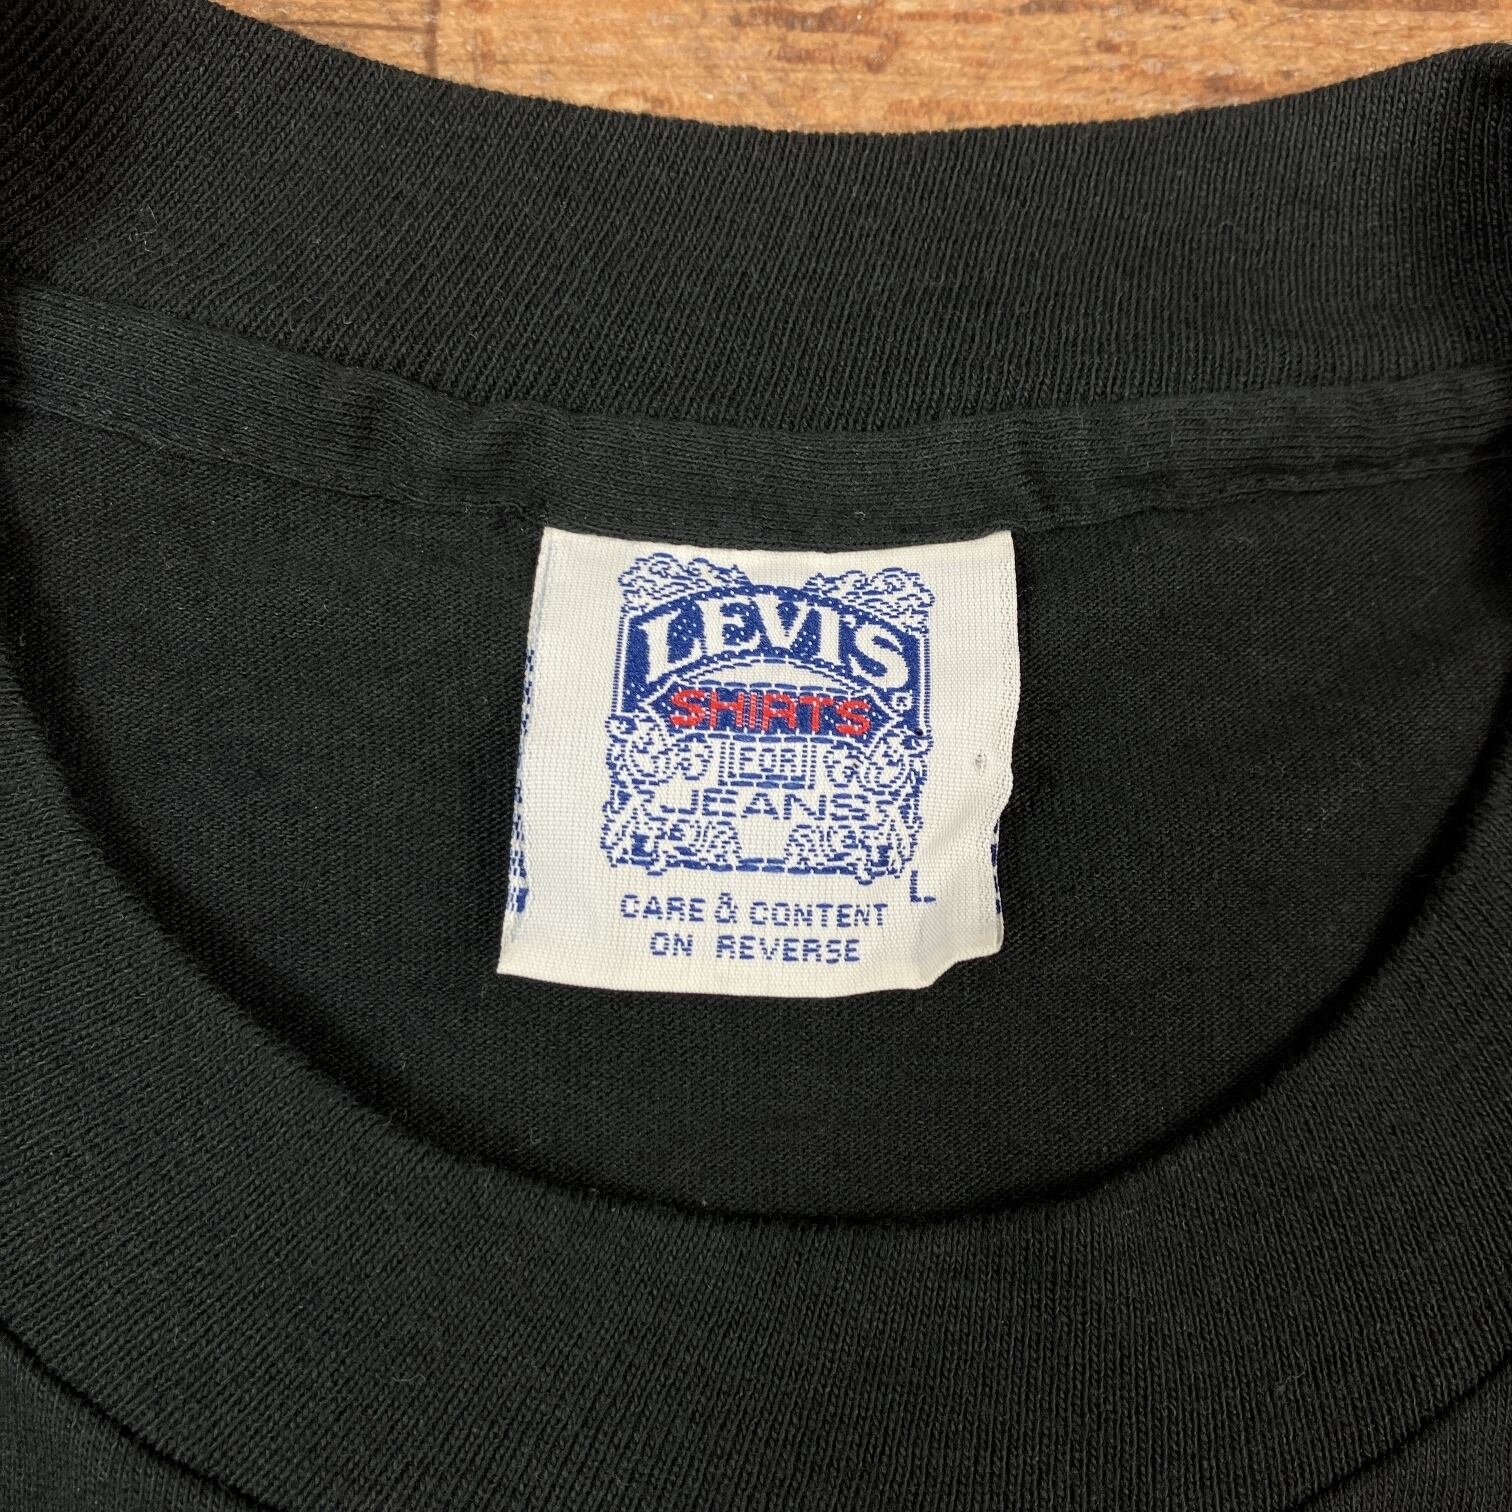 LEVI'S®
SHIRTS
FOR
JEANS
L
CARE & CONTENT
ON REVERSE